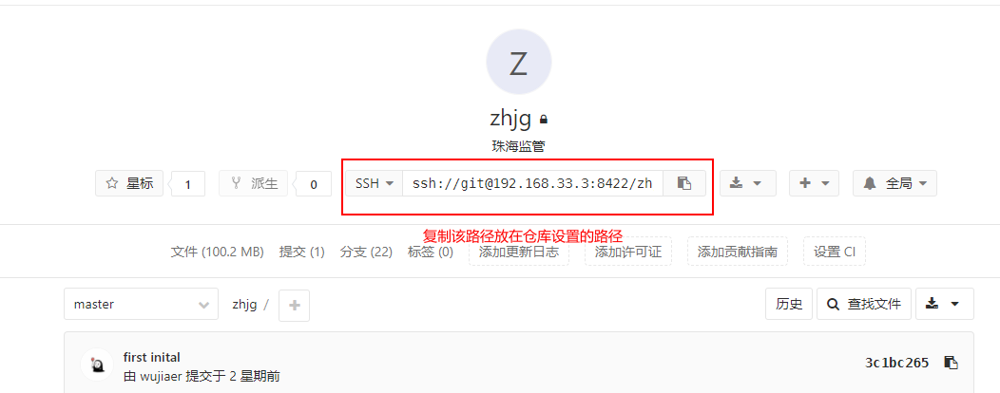 Z
zhjg
珠海监管
星标 1 派生 0 SSH ssh://git@192.168.33.3:8422/zh 全局
复制该路径放在仓库设置的路径
文件 (100.2 MB) 提交 (1) 分支 (22) 标签 (0) 添加更新日志 添加许可证 添加贡献指南 设置 CI
master zhjg / 历史 查找文件
first inital 3c1bc265
由 wujiaer 提交于 2 星期前